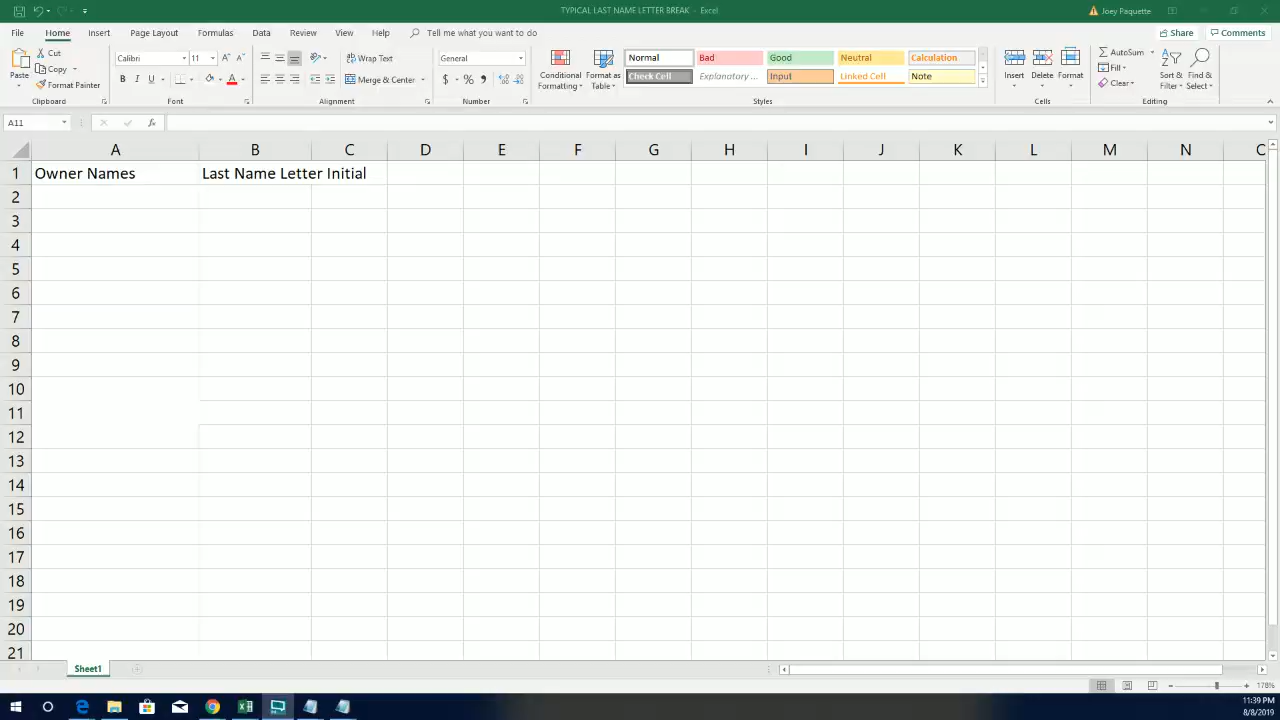 TYPICAL LAST NAME LETTER BREAK - Excel
Joey Paquette
File Home Insert Page Layout Formulas Data Review View Help Tell me what you want to do
Share Comments
Paste
Cut
Copy
Format Painter
Clipboard
Calibri 11
B I U
Font
Text
Merge & Center
Alignment
General
$ % ,
Number
Conditional Formatting
Format as Table
Normal Bad Good Neutral Calculation
Check Cell Explanatory ... Input Linked Cell Note
Styles
Insert Delete Format
Cells
AutoSum
Fill
Clear
Sort & Filter
Find & Select
Editing
A11
fx
A B C D E F G H I J K L M N
1 Owner Names Last Name Letter Initial
2
3
4
5
6
7
8
9
10
11
12
13
14
15
16
17
18
19
20
21
Sheet1
178%
11:39 PM
8/8/2019